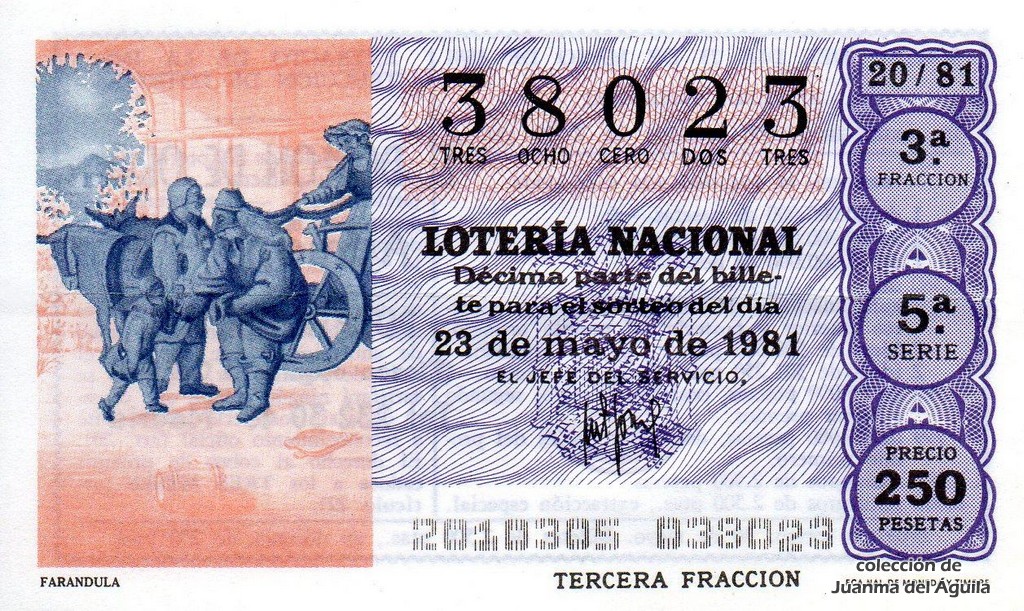 38023
TRES OCHO CERO DOS TRES
LOTERÍA NACIONAL
Décima parte del bille-
te para el sorteo del día
23 de mayo de 1981
EL JEFE DEL SERVICIO,
2010305 038023
TERCERA FRACCION
FARANDULA
20/81
3.ª
FRACCION
5.ª
SERIE
PRECIO
250
PESETAS
colección de
Juanma del Águila